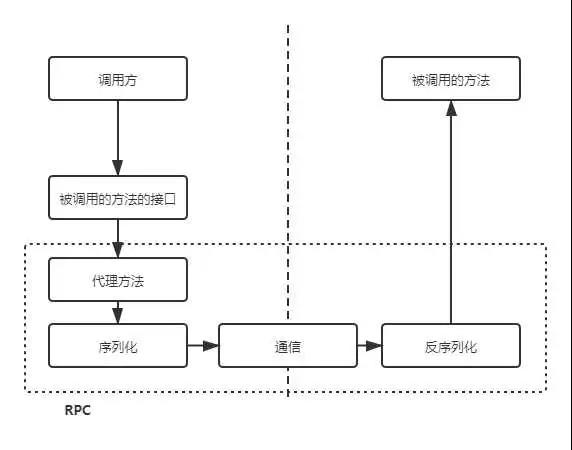 调用方
被调用的方法
被调用的方法的接口
代理方法
序列化
通信
反序列化
RPC